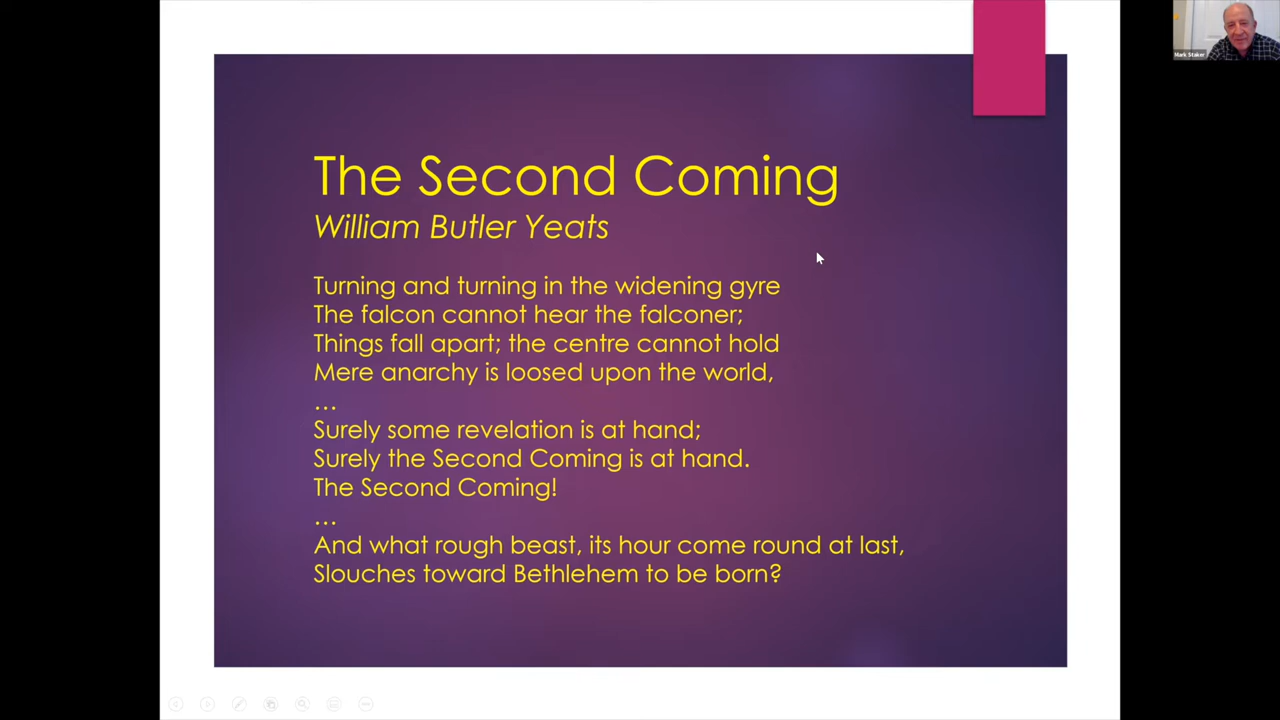 Mark Staker
The Second Coming
William Butler Yeats
Turning and turning in the widening gyre
The falcon cannot hear the falconer;
Things fall apart; the centre cannot hold
Mere anarchy is loosed upon the world,
...
Surely some revelation is at hand;
Surely the Second Coming is at hand.
The Second Coming!
...
And what rough beast, its hour come round at last,
Slouches toward Bethlehem to be born?